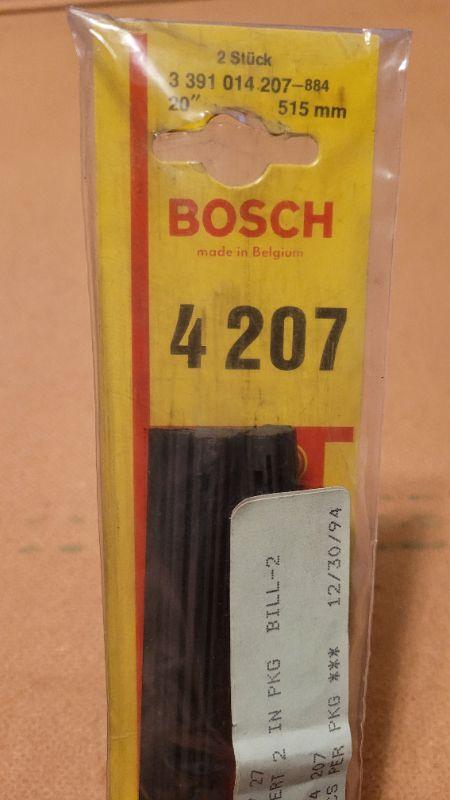 2 Stück
3 391 014 207-884
20" 515 mm
BOSCH
made in Belgium
4 207
27
ERT 2 IN PKG BILL-2
4 207
CS PER PKG *** 12/30/94